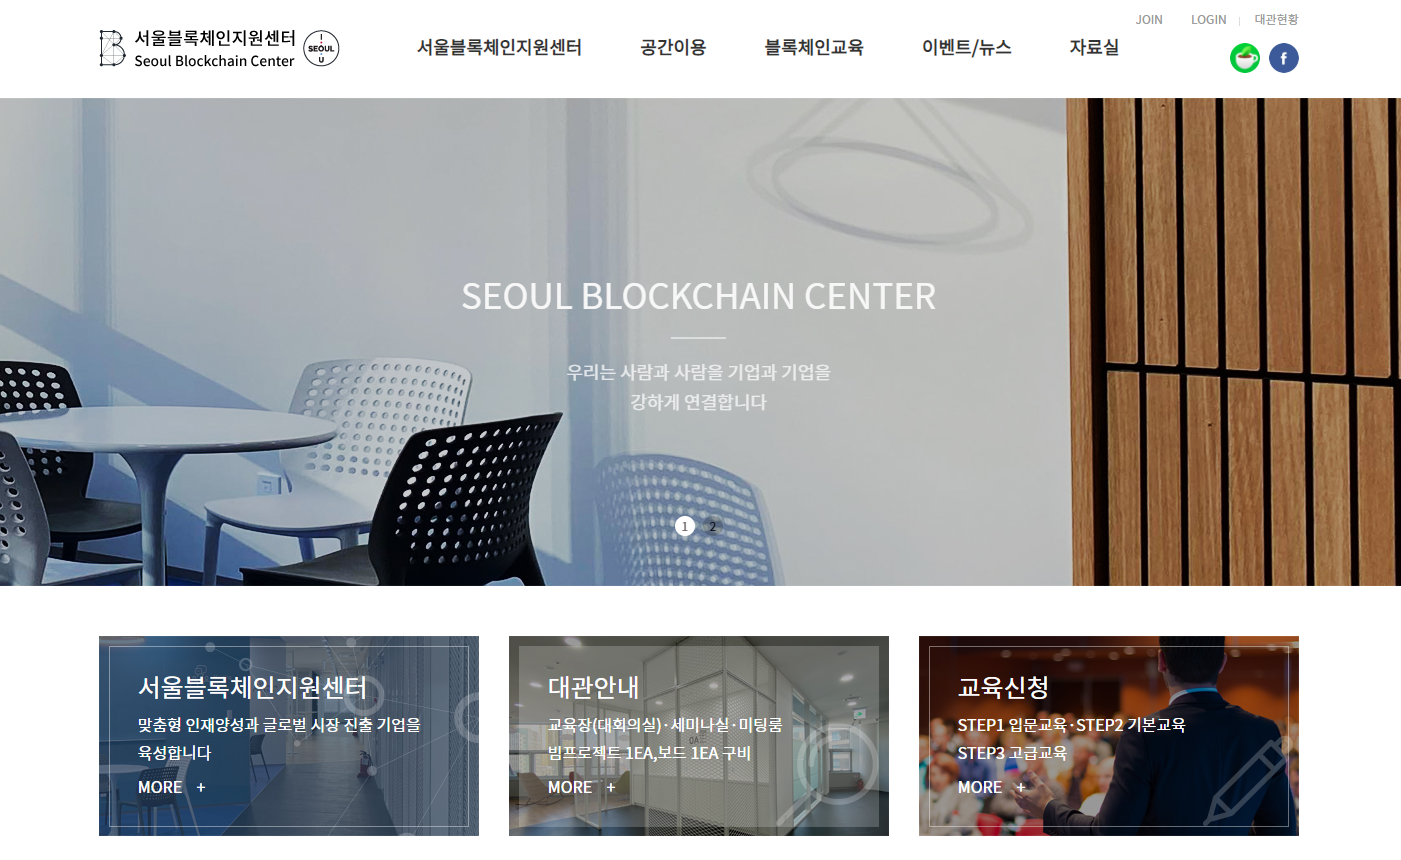 JOIN
LOGIN
대관현황
서울블록체인지원센터
Seoul Blockchain Center
I
SEOUL
U
서울블록체인지원센터
공간이용
블록체인교육
이벤트/뉴스
자료실
f
SEOUL BLOCKCHAIN CENTER
우리는 사람과 사람을 기업과 기업을
강하게 연결합니다
1
2
서울블록체인지원센터
맞춤형 인재양성과 글로벌 시장 진출 기업을
육성합니다
MORE +
대관안내
교육장(대회의실)·세미나실·미팅룸
빔프로젝트 1EA,보드 1EA 구비
MORE +
교육신청
STEP1 입문교육·STEP2 기본교육
STEP3 고급교육
MORE +